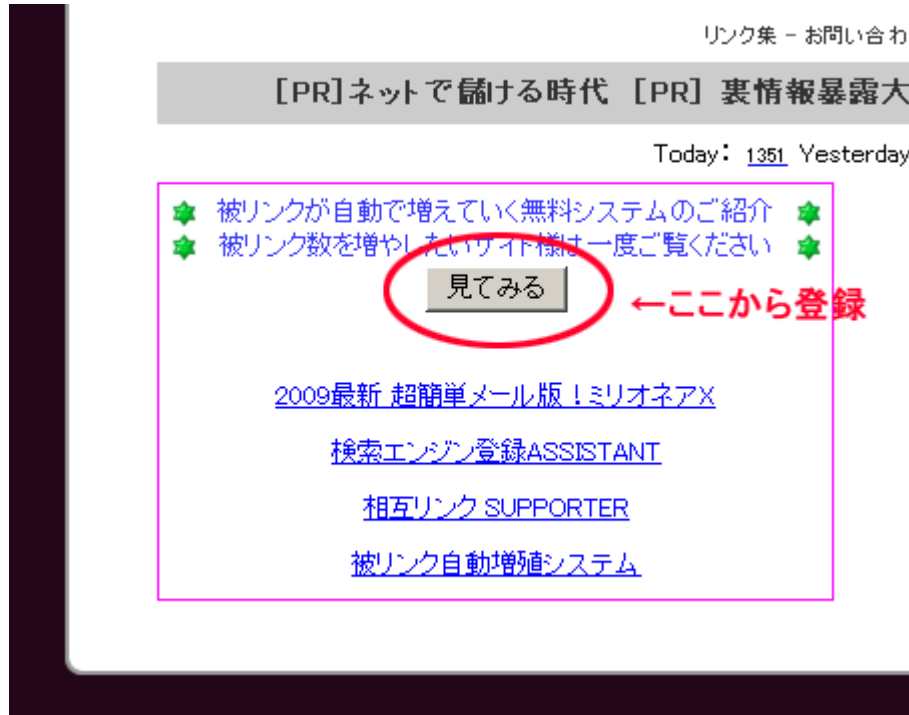 リンク集 - お問い合わ
[PR]ネットで儲ける時代 [PR] 裏情報暴露大
Today: 1351 Yesterday
被リンクが自動で増えていく無料システムのご紹介
被リンク数を増やしたいサイト様は一度ご覧ください
見てみる
←ここから登録
2009最新 超簡単メール版！ミリオネアX
検索エンジン登録ASSISTANT
相互リンク SUPPORTER
被リンク自動増殖システム